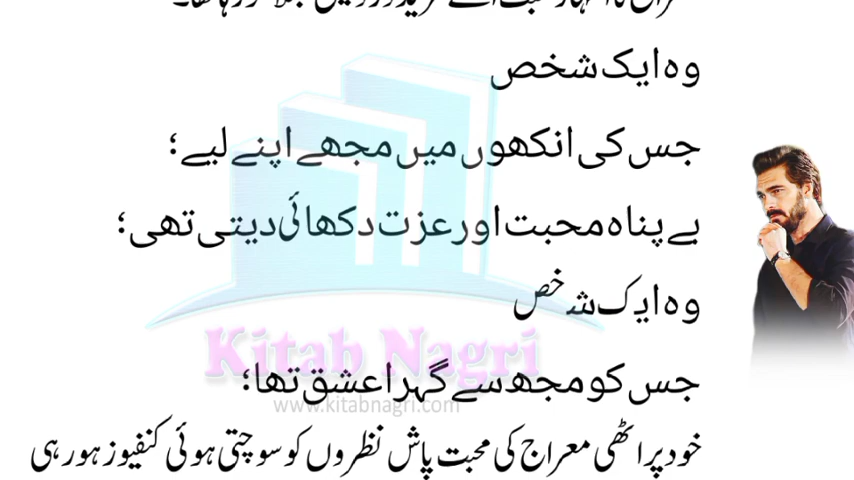 وہ ایک شخص
جس کی انکھوں میں مجھے اپنے لیے؛
بے پناہ محبت اور عزت دکھائی دیتی تھی؛
وہ ایک شخص
Kitab Nagri
جس کو مجھ سے گہرا عشق تھا؛
www.kitabnagri.com
خود پر اٹھی معراج کی محبت پاش نظروں کو سوچتی ہوئی کنفیوز ہو رہی